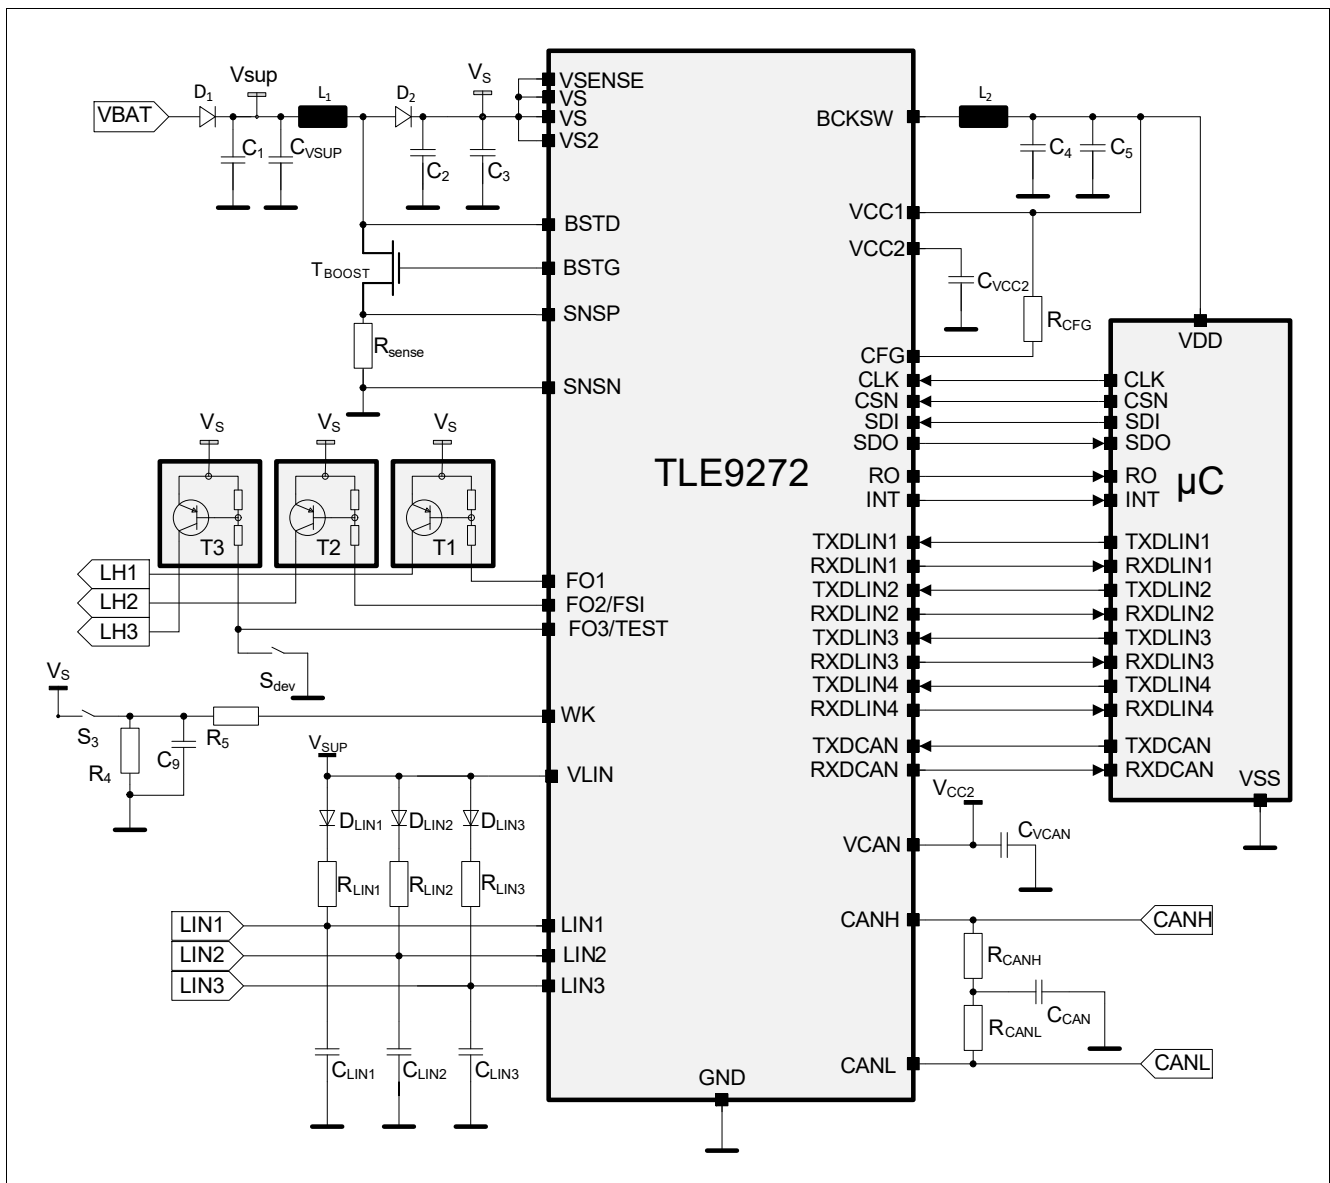 Vsup
D1
L1
D2
VS
L2
VBAT
C1
CVSUP
C2
C3
VSENSE
VS
VS
VS2
BCKSW
C4
C5
BSTD
VCC1
VCC2
TBOOST
BSTG
CVCC2
SNSP
Rsense
RCFG
VDD
CFG
SNSN
CLK
CLK
CSN
CSN
SDI
SDI
SDO
SDO
VS
VS
VS
TLE9272
µC
RO
RO
INT
INT
T3
T2
T1
TXDLIN1
TXDLIN1
RXDLIN1
RXDLIN1
TXDLIN2
TXDLIN2
RXDLIN2
RXDLIN2
TXDLIN3
TXDLIN3
RXDLIN3
RXDLIN3
TXDLIN4
TXDLIN4
RXDLIN4
RXDLIN4
LH1
LH2
LH3
FO1
FO2/FSI
FO3/TEST
Sdev
VS
S3
R4
C9
R5
WK
TXDCAN
TXDCAN
RXDCAN
RXDCAN
VSS
VSUP
VLIN
VCC2
DLIN1
DLIN2
DLIN3
VCAN
CVCAN
RLIN1
RLIN2
RLIN3
LIN1
LIN1
LIN2
LIN2
LIN3
LIN3
CANH
CANH
RCANH
CCAN
RCANL
CANL
CANL
CLIN1
CLIN2
CLIN3
GND